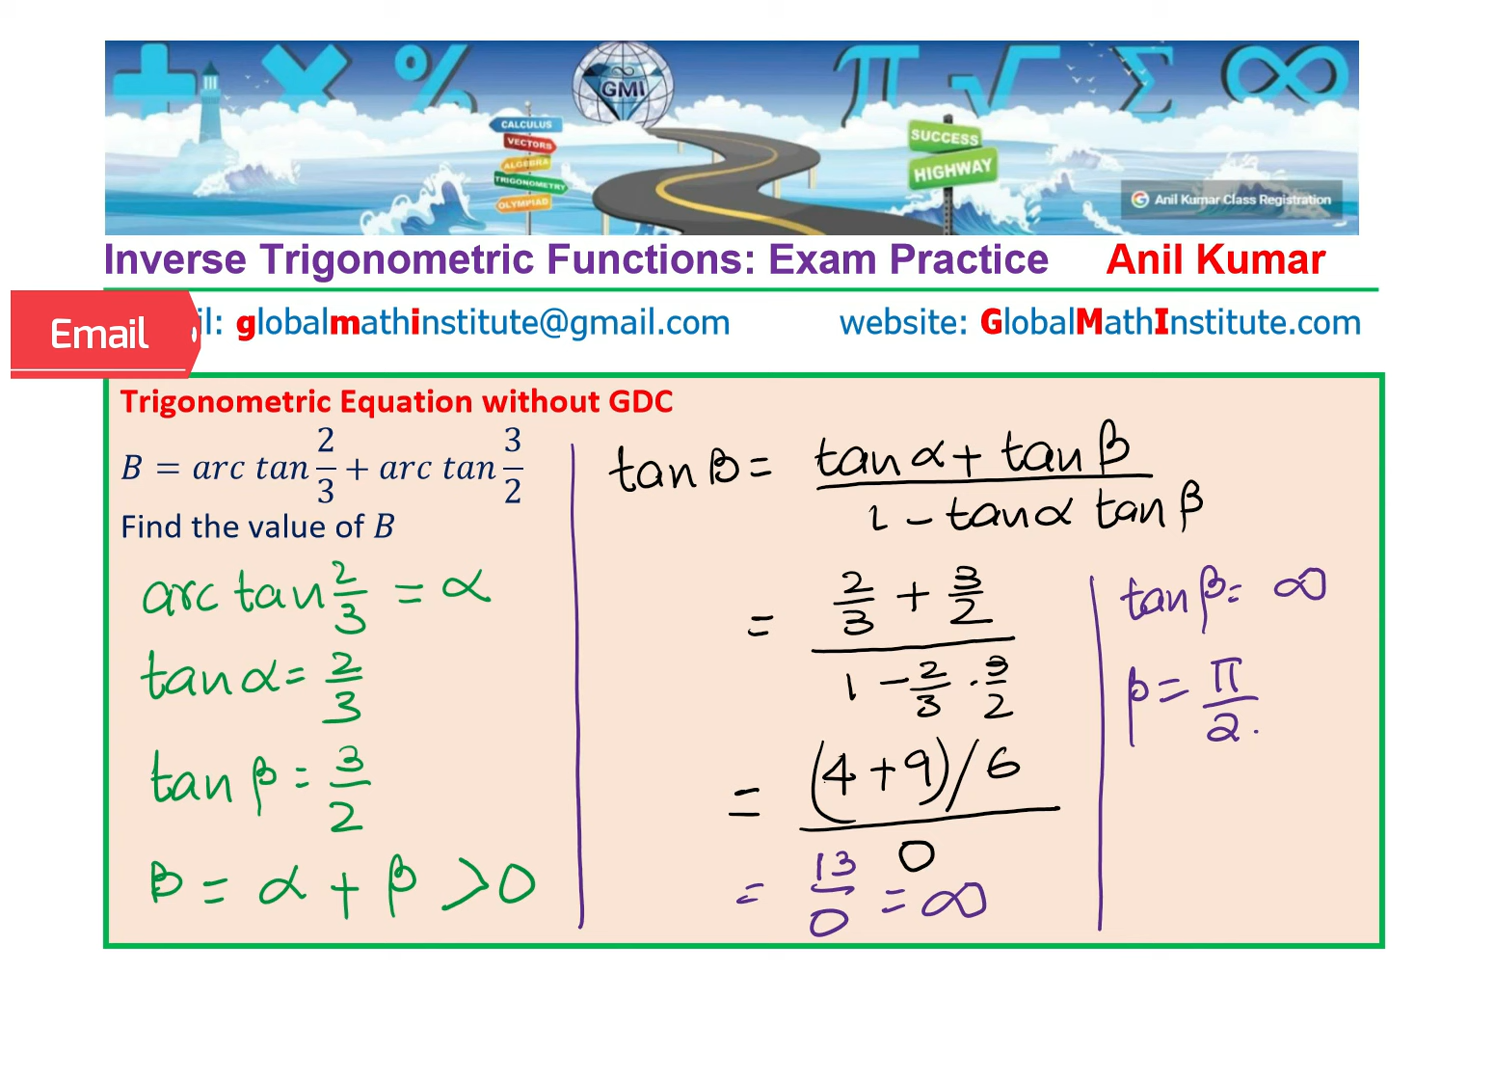 GMI
CALCULUS
VECTORS
ALGEBRA
TRIGONOMETRY
OLYMPIAD
SUCCESS
HIGHWAY
Anil Kumar Class Registration
Inverse Trigonometric Functions: Exam Practice Anil Kumar
Email
il: globalmathinstitute@gmail.com website: GlobalMathInstitute.com
Trigonometric Equation without GDC
B = arc tan 2/3 + arc tan 3/2
Find the value of B
arc tan 2/3 = α
tan α = 2/3
tan β = 3/2
B = α + β > 0
tan B = (tan α + tan β) / (1 - tan α tan β)
= (2/3 + 3/2) / (1 - 2/3 · 3/2)
= ((4 + 9)/6) / 0
= 13/0 = ∞
tan β = ∞
β = π/2.